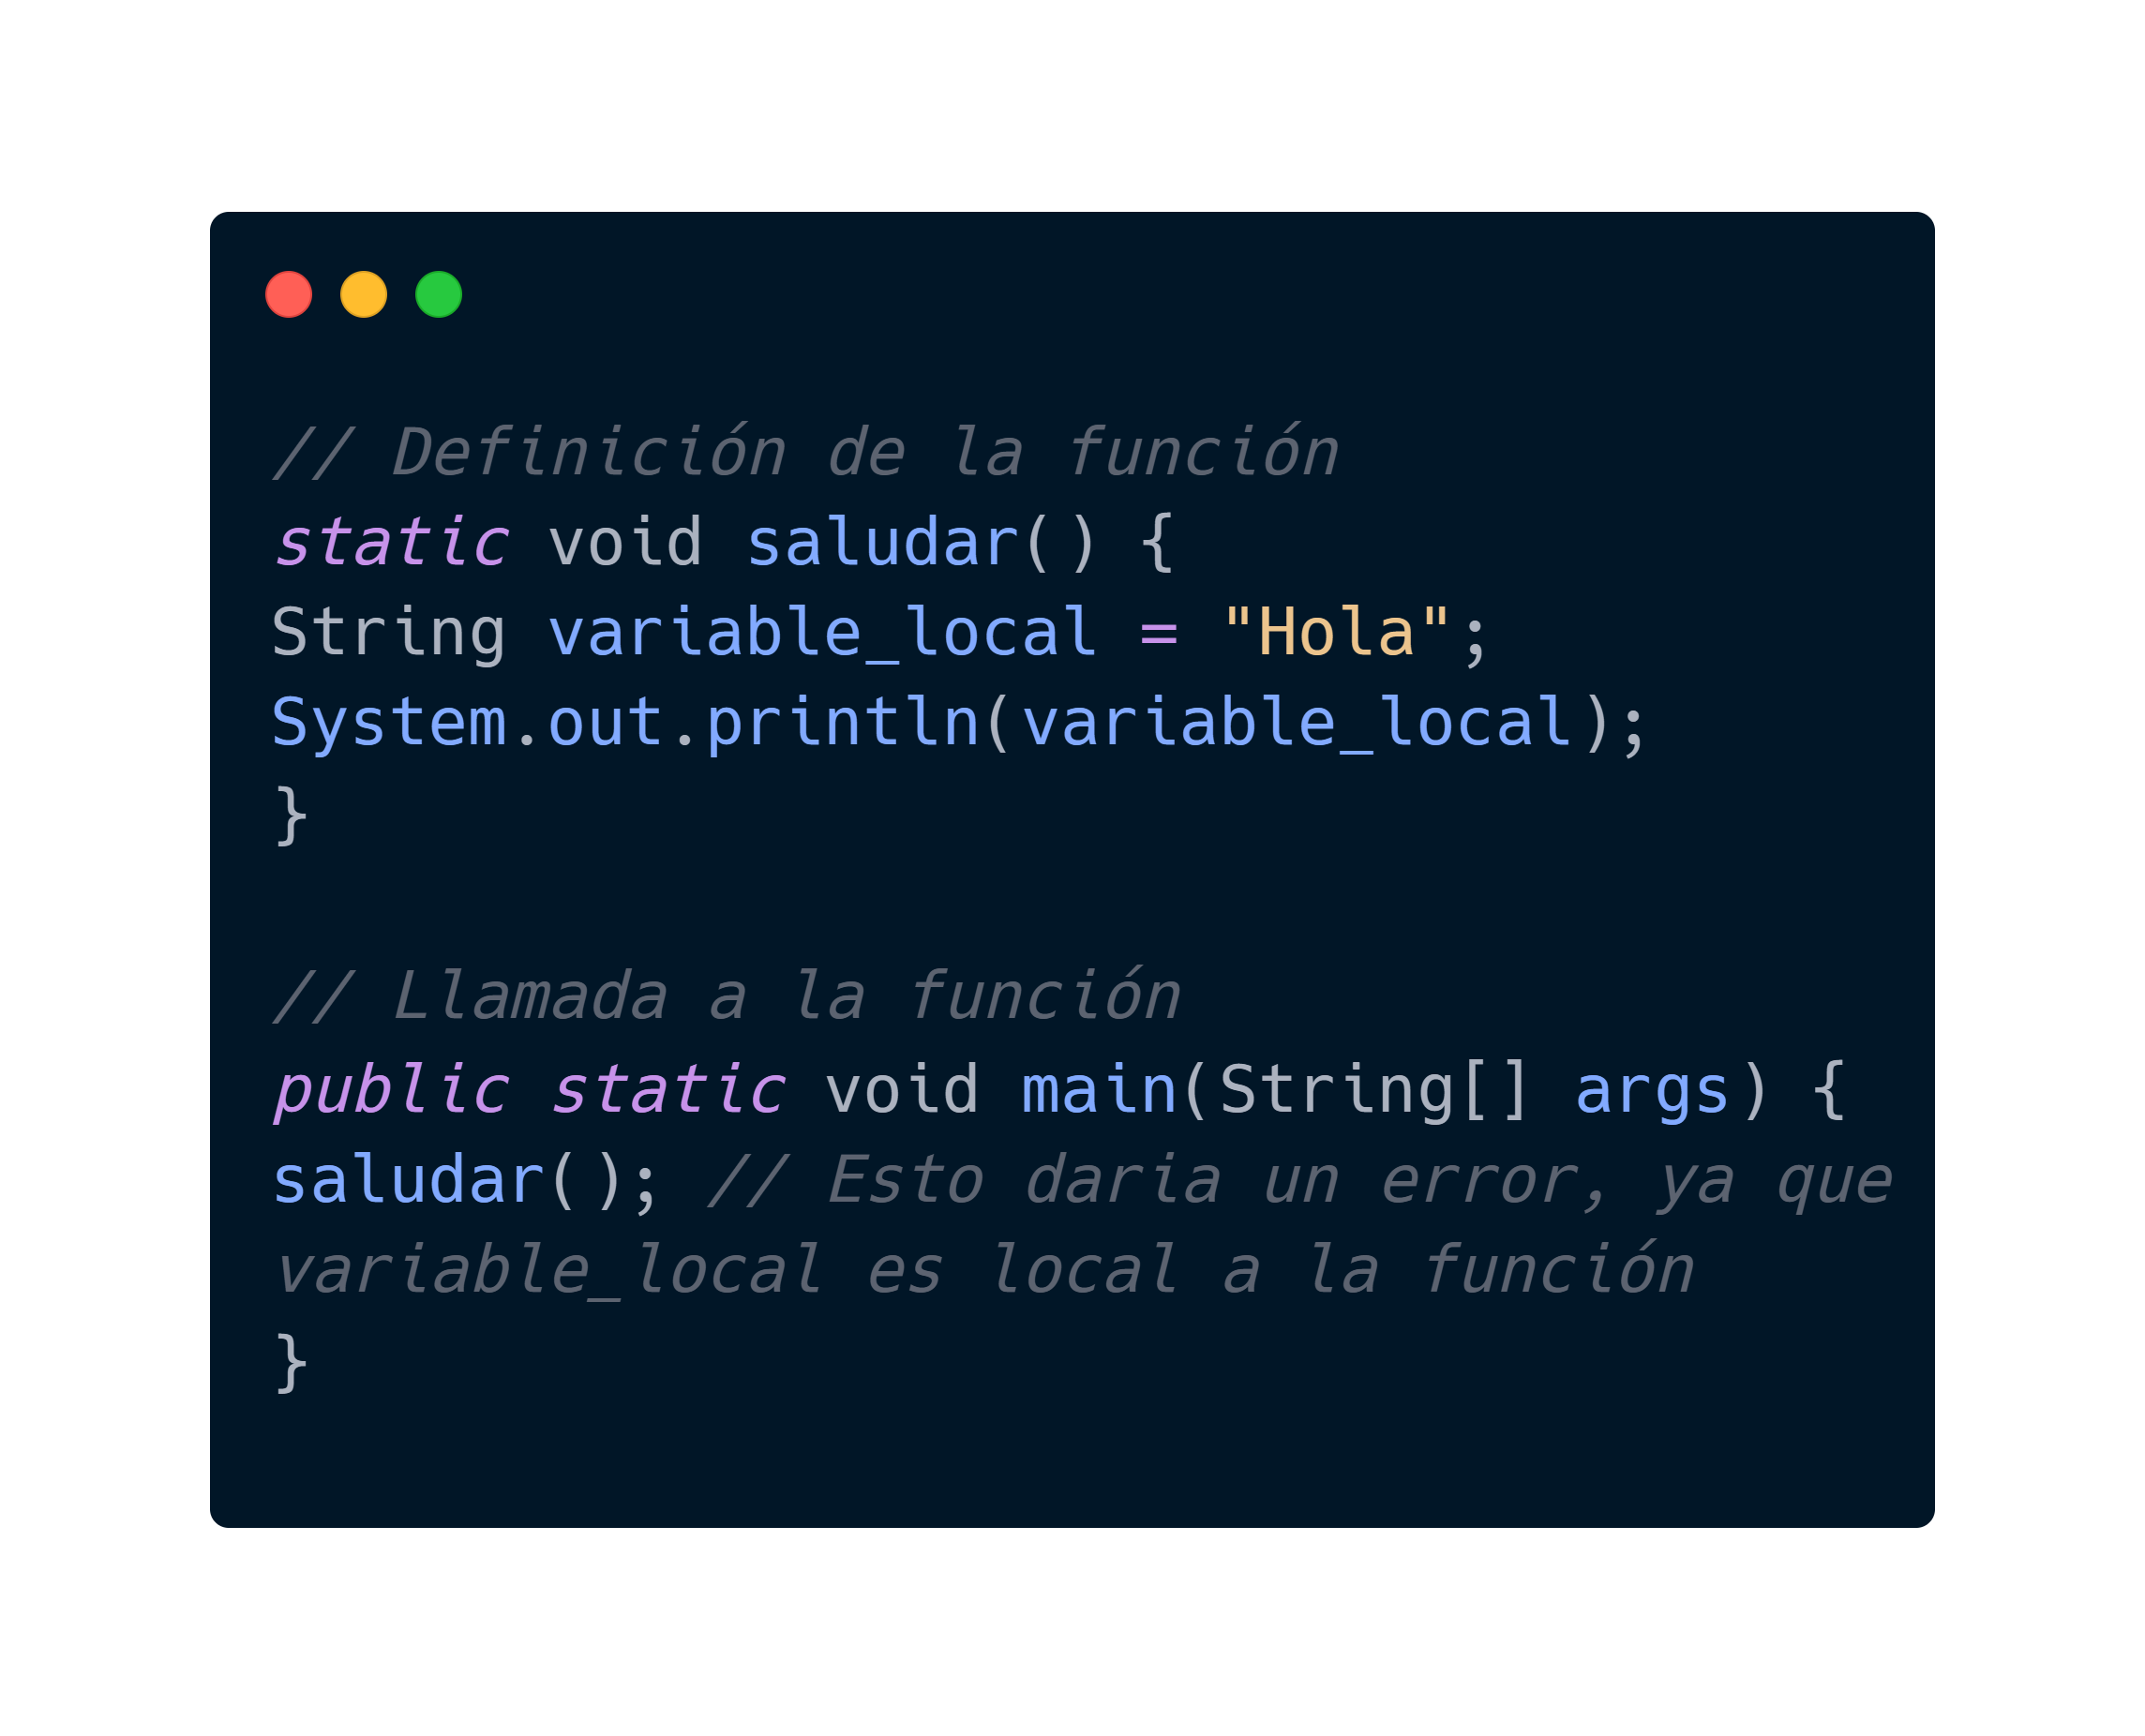 // Definición de la función
static void saludar() {
String variable_local = "Hola";
System.out.println(variable_local);
}
// Llamada a la función
public static void main(String[] args) {
saludar(); // Esto daria un error, ya que
variable_local es local a la función
}